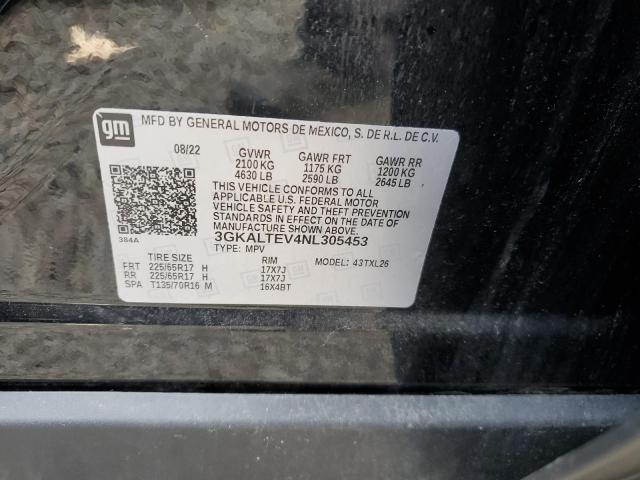 gm
MFD BY GENERAL MOTORS DE MEXICO, S. DE R.L. DE C.V.
08/22 GVWR GAWR FRT GAWR RR
2100 KG 1175 KG 1200 KG
4630 LB 2590 LB 2645 LB
THIS VEHICLE CONFORMS TO ALL
APPLICABLE U.S. FEDERAL MOTOR
VEHICLE SAFETY AND THEFT PREVENTION
STANDARDS IN EFFECT ON THE DATE OF
MANUFACTURE SHOWN ABOVE.
384A 3GKALTEV4NL305453
TYPE: MPV MODEL: 43TXL26
TIRE SIZE RIM
FRT 225/65R17 H 17X7J
RR 225/65R17 H 17X7J
SPA T135/70R16 M 16X4BT